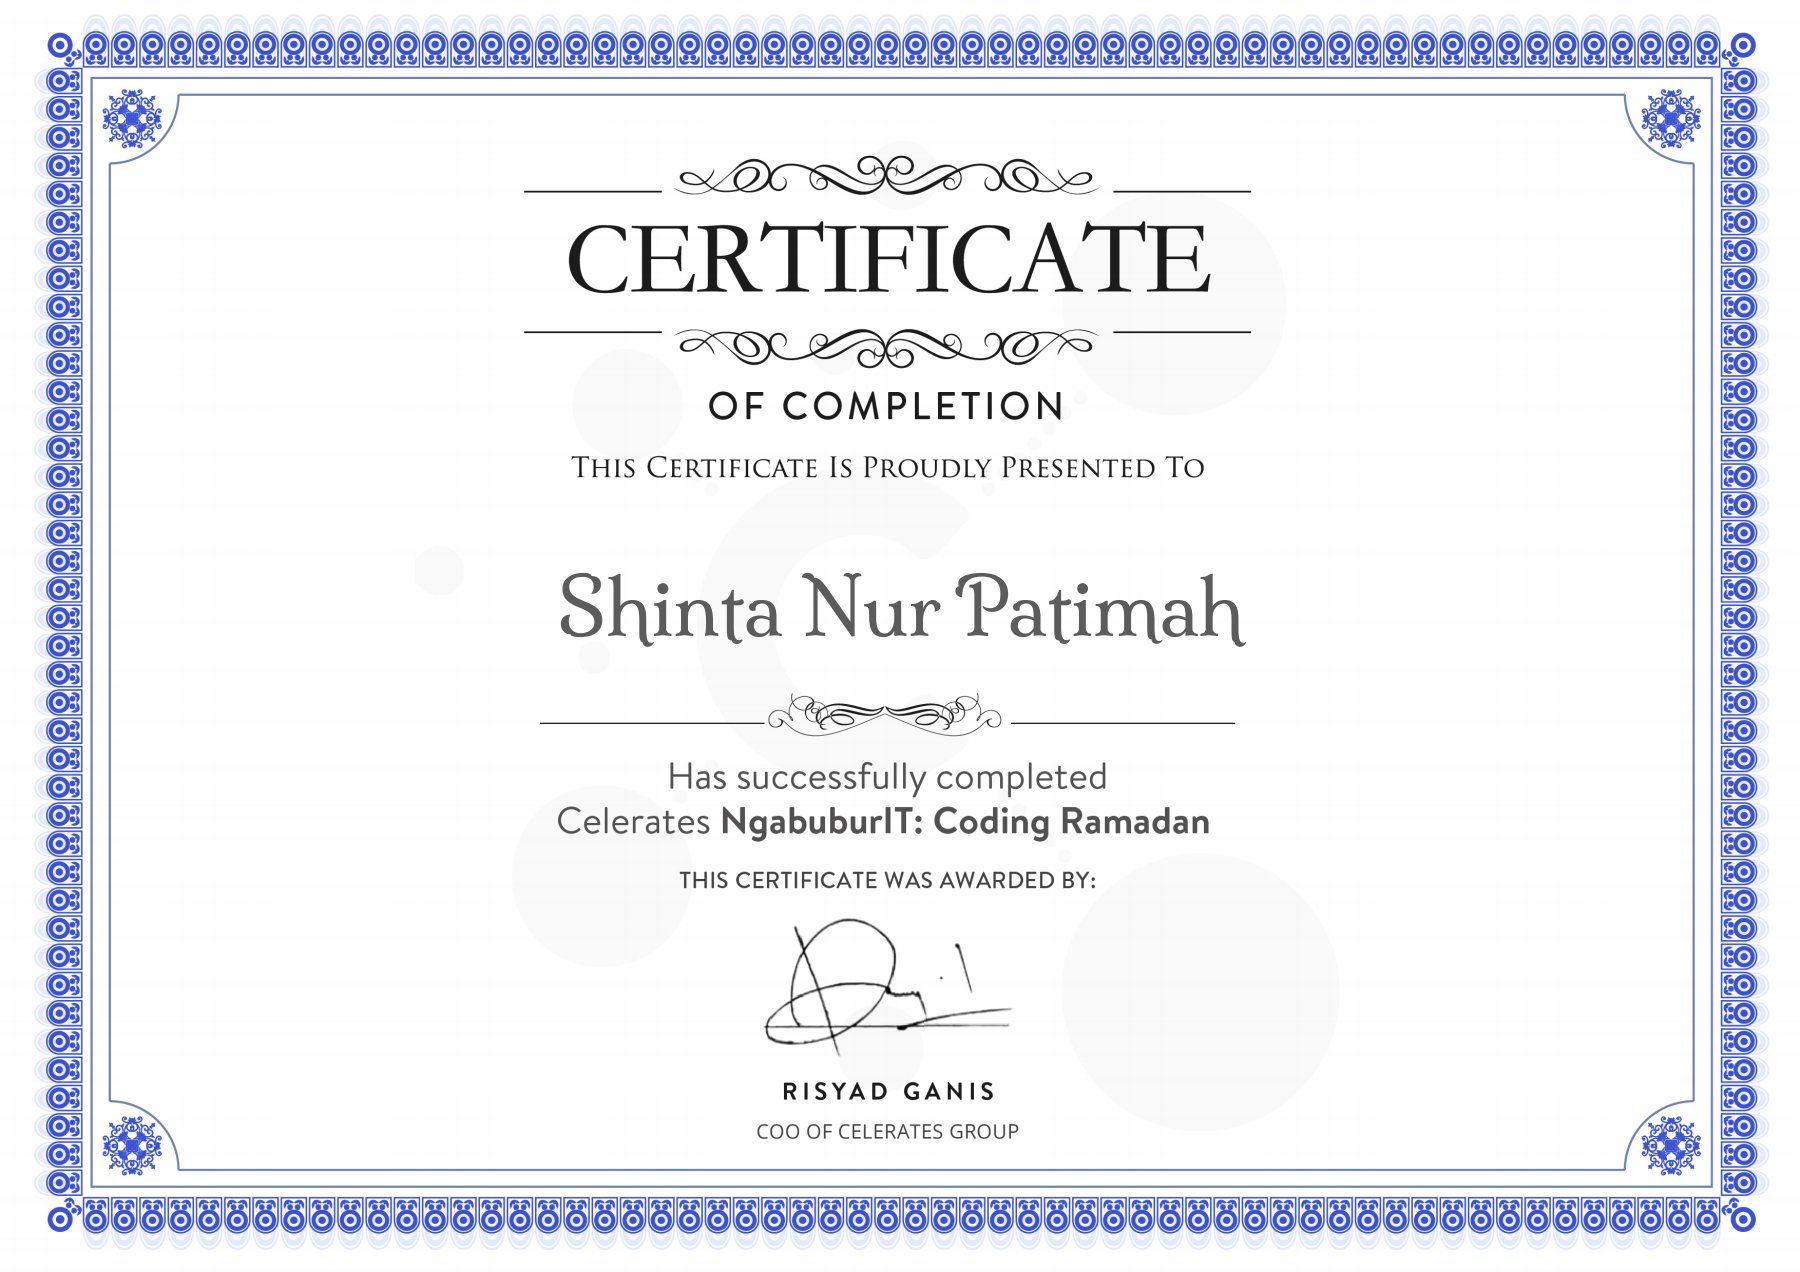 CERTIFICATE
OF COMPLETION
THIS CERTIFICATE IS PROUDLY PRESENTED TO
Shinta Nur Patimah
Has successfully completed
Celerates NgabuburIT: Coding Ramadan
THIS CERTIFICATE WAS AWARDED BY:
RISYAD GANIS
COO OF CELERATES GROUP